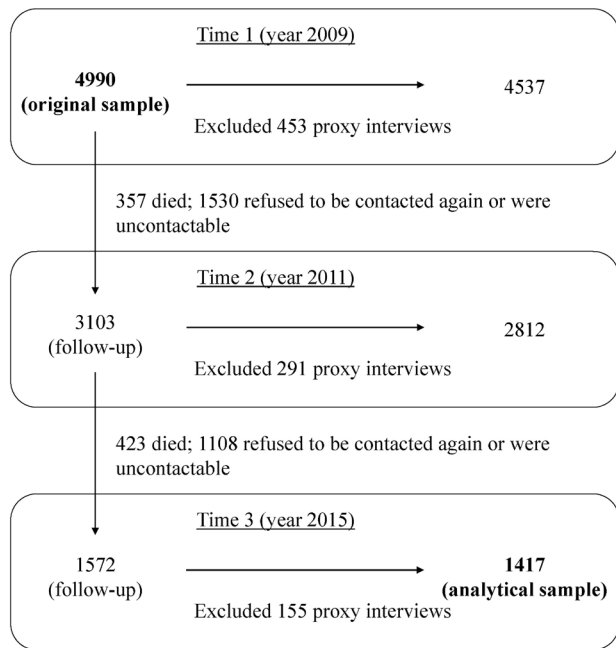 Time 1 (year 2009)
4990
(original sample)
4537
Excluded 453 proxy interviews
357 died; 1530 refused to be contacted again or were
uncontactable
Time 2 (year 2011)
3103
(follow-up)
2812
Excluded 291 proxy interviews
423 died; 1108 refused to be contacted again or were
uncontactable
Time 3 (year 2015)
1572
(follow-up)
1417
(analytical sample)
Excluded 155 proxy interviews